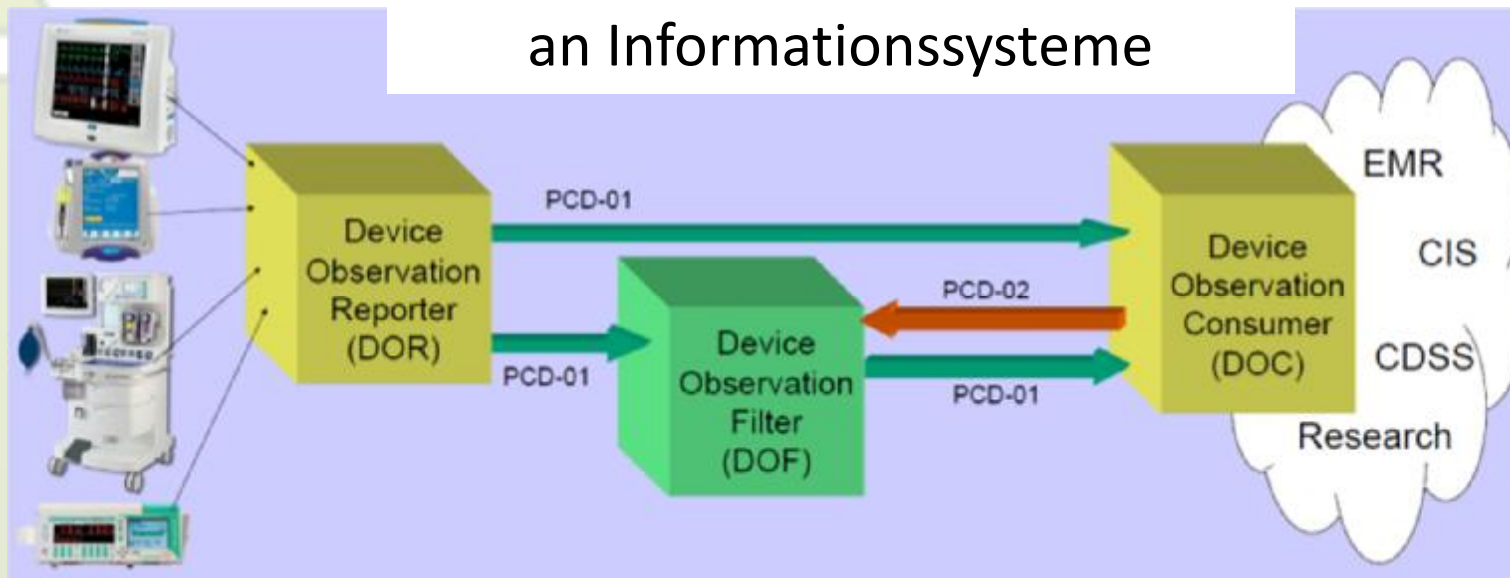 an Informationssysteme
PCD-01
Device
Observation
Reporter
(DOR)
PCD-01
Device
Observation
Filter
(DOF)
PCD-02
PCD-01
Device
Observation
Consumer
(DOC)
EMR
CIS
CDSS
Research